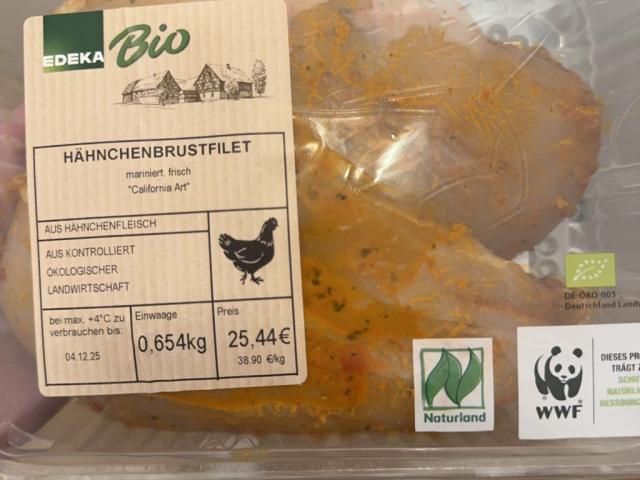 EDEKA Bio
HÄHNCHENBRUSTFILET
mariniert. frisch
"California Art"
AUS HÄHNCHENFLEISCH
AUS KONTROLLIERT
ÖKOLOGISCHER
LANDWIRTSCHAFT
bei max. +4°C zu
verbrauchen bis:
04.12.25
Einwaage
0,654kg
Preis
25,44€
38,90 €/kg
DE-ÖKO-005
Deutschland
Naturland
WWF
DIESES
TRÄGT